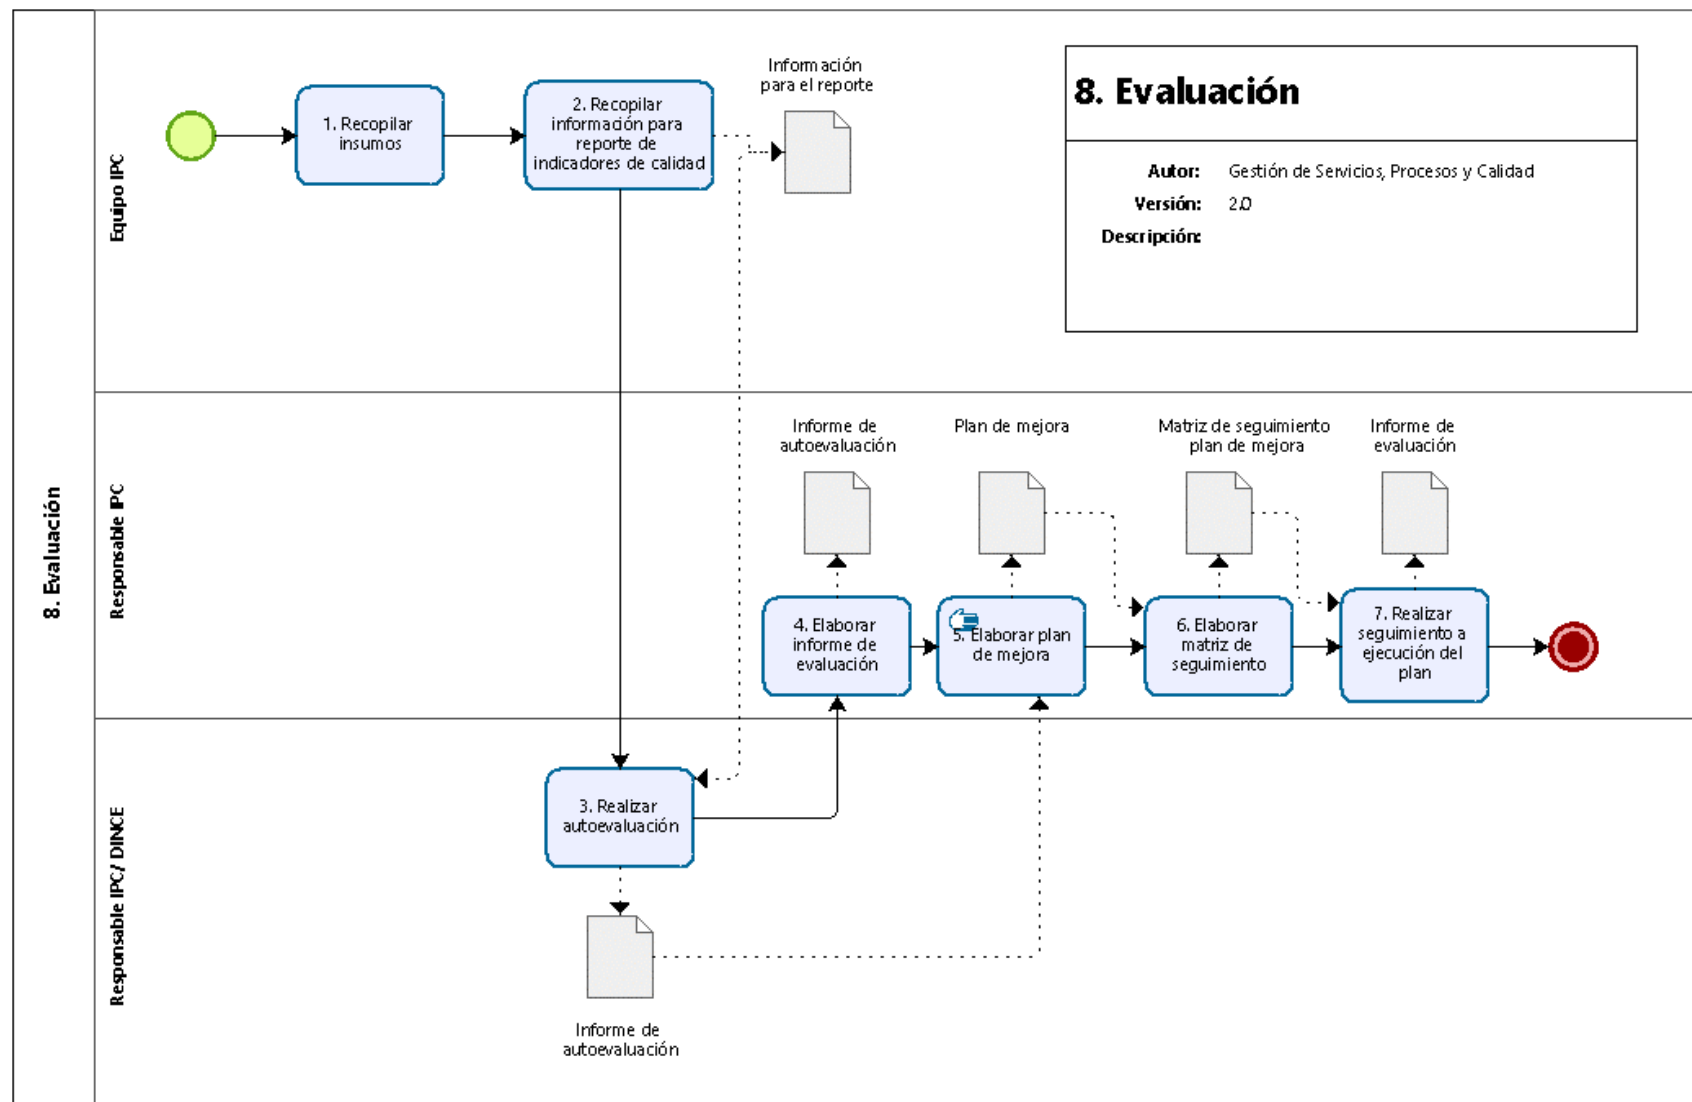 8. Evaluación
Equipo IPC
1. Recopilar
insumos
2. Recopilar
información para
reporte de
indicadores de calidad
Información
para el reporte
8. Evaluación
Autor: Gestión de Servicios, Procesos y Calidad
Versión: 2.0
Descripción:
Responsable IPC
Informe de
autoevaluación
Plan de mejora
Matriz de seguimiento
plan de mejora
Informe de
evaluación
4. Elaborar
informe de
evaluación
5. Elaborar plan
de mejora
6. Elaborar
matriz de
seguimiento
7. Realizar
seguimiento a
ejecución del
plan
Responsable IPC/ DINCE
3. Realizar
autoevaluación
Informe de
autoevaluación